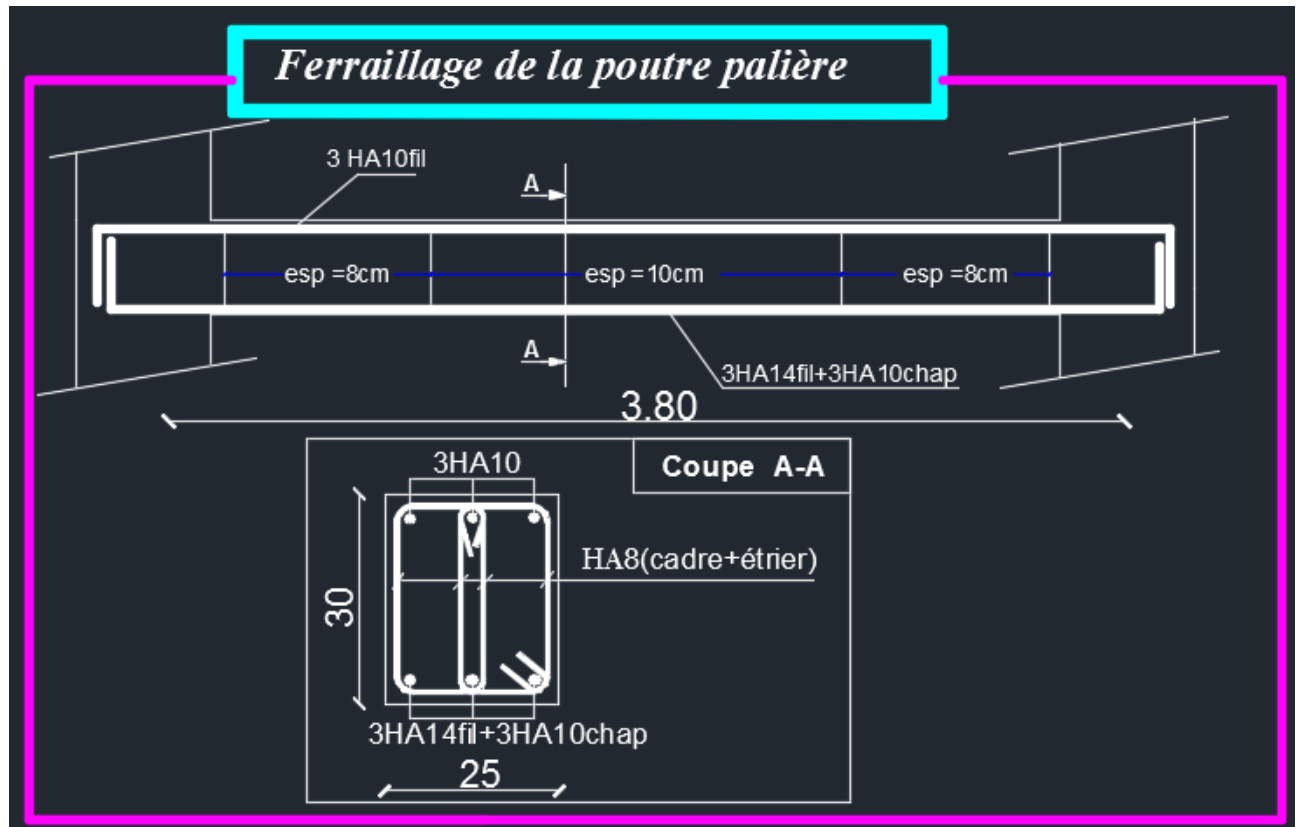 Ferraillage de la poutre palière
3 HA10fil
A
esp =8cm
esp =10cm
esp =8cm
A
3HA14fil+3HA10chap
3.80
3HA10
Coupe A-A
HA8(cadre+étrier)
30
3HA14fil+3HA10chap
25